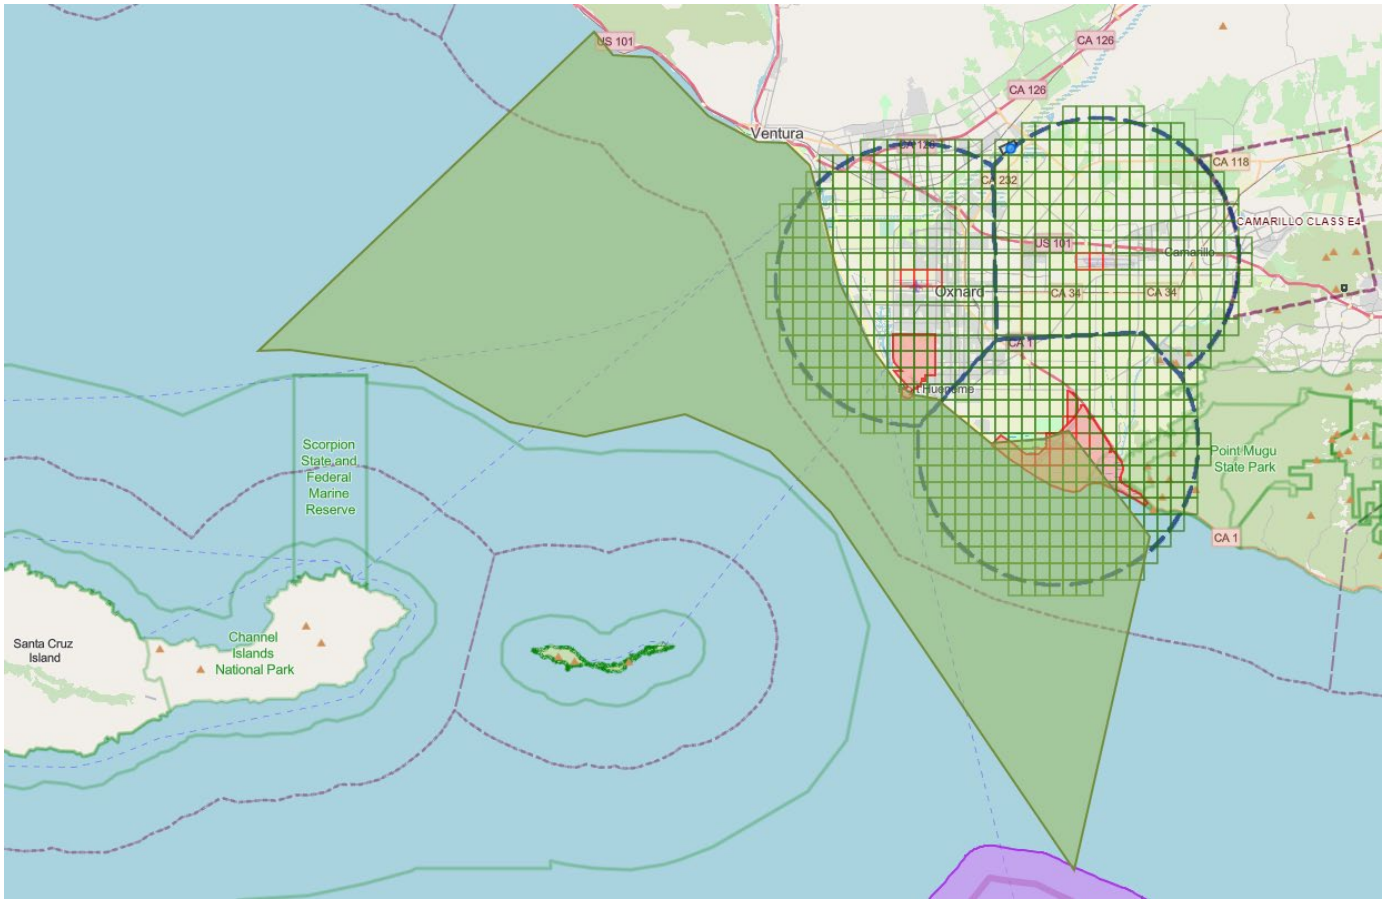 US 101
CA 126
CA 126
Ventura
CA 126
CA 118
CA 232
CAMARILLO CLASS E4
US 101
Camarillo
Oxnard
CA 34
CA 34
CA 1
Port Hueneme
Scorpion
State and
Federal
Marine
Reserve
Point Mugu
State Park
CA 1
Santa Cruz
Island
Channel
Islands
National Park